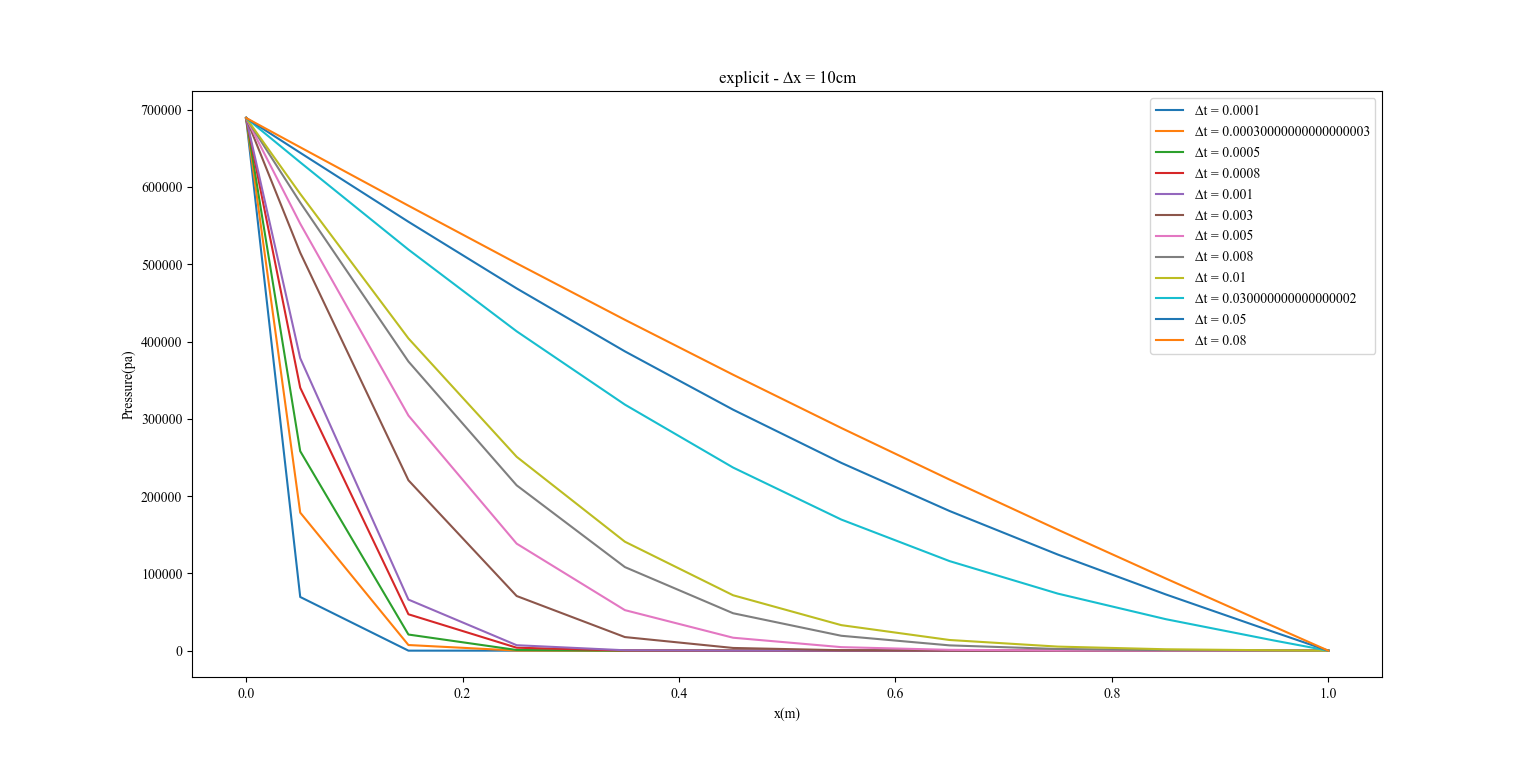 explicit - Δx = 10cm
700000
600000
500000
400000
300000
200000
100000
0
Pressure(pa)
Δt = 0.0001
Δt = 0.00030000000000000003
Δt = 0.0005
Δt = 0.0008
Δt = 0.001
Δt = 0.003
Δt = 0.005
Δt = 0.008
Δt = 0.01
Δt = 0.030000000000000002
Δt = 0.05
Δt = 0.08
0.0
0.2
0.4
0.6
0.8
1.0
x(m)